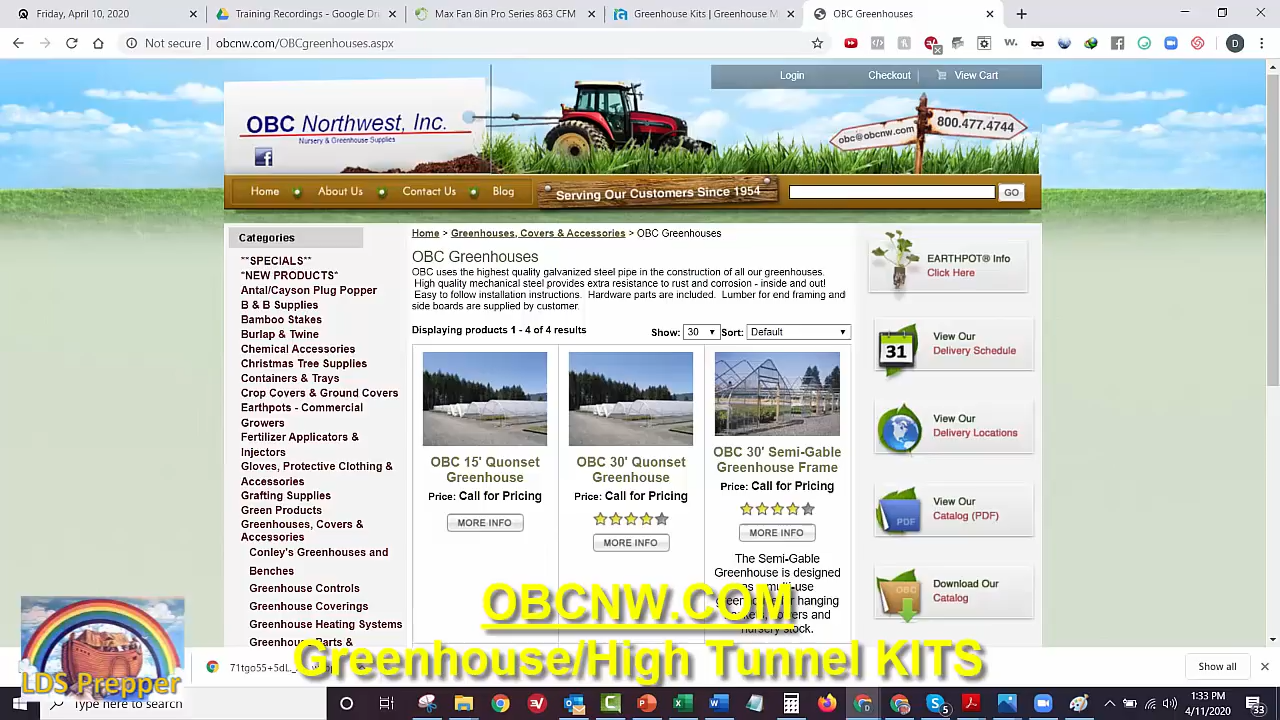 Friday, April 10, 2020
April - Google Dr
Max Fan 8in Pro Series 863 CFM
Greenhouse Kits | Greenhouse M
OBC Greenhouses
Not secure | obcnw.com/OBCgreenhouses.aspx
Login
Checkout
View Cart
OBC Northwest, Inc.
Nursery & Greenhouse Supplies
obc@obcnw.com
800.477.4744
Home
About Us
Contact Us
Blog
Serving Our Customers Since 1954
GO
Categories
**SPECIALS**
*NEW PRODUCTS*
Antal/Cayson Plug Popper
B & B Supplies
Bamboo Stakes
Burlap & Twine
Chemical Accessories
Christmas Tree Supplies
Containers & Trays
Crop Covers & Ground Covers
Earthpots - Commercial
Growers
Fertilizer Applicators &
Injectors
Gloves, Protective Clothing &
Accessories
Grafting Supplies
Green Products
Greenhouses, Covers &
Accessories
Conley's Greenhouses and
Benches
Greenhouse Controls
Greenhouse Coverings
Greenhouse Heating Systems
Greenhouse Parts &
Home > Greenhouses, Covers & Accessories > OBC Greenhouses
OBC Greenhouses
OBC uses the highest quality galvanized steel pipe in the construction of all our greenhouses.
High quality mechanical steel provides extra resistance to rust and corrosion - inside and out!
Easy to follow installation instructions. Hardware parts are included. Lumber for end framing and
side boards are supplied by customer.
Displaying products 1 - 4 of 4 results
Show: 30
Sort: Default
OBC 15' Quonset
Greenhouse
Price: Call for Pricing
MORE INFO
OBC 30' Quonset
Greenhouse
Price: Call for Pricing
MORE INFO
OBC 30' Semi-Gable
Greenhouse Frame
Price: Call for Pricing
MORE INFO
The Semi-Gable
Greenhouse is designed
nursery stock.
EARTHPOT® Info
Click Here
31
View Our
Delivery Schedule
View Our
Delivery Locations
PDF
View Our
Catalog (PDF)
OBC
Download Our
Catalog
OBCNW.COM
Greenhouse/High Tunnel KITS
LDS Prepper
Show all
here to search
1:33 PM
4/11/2020